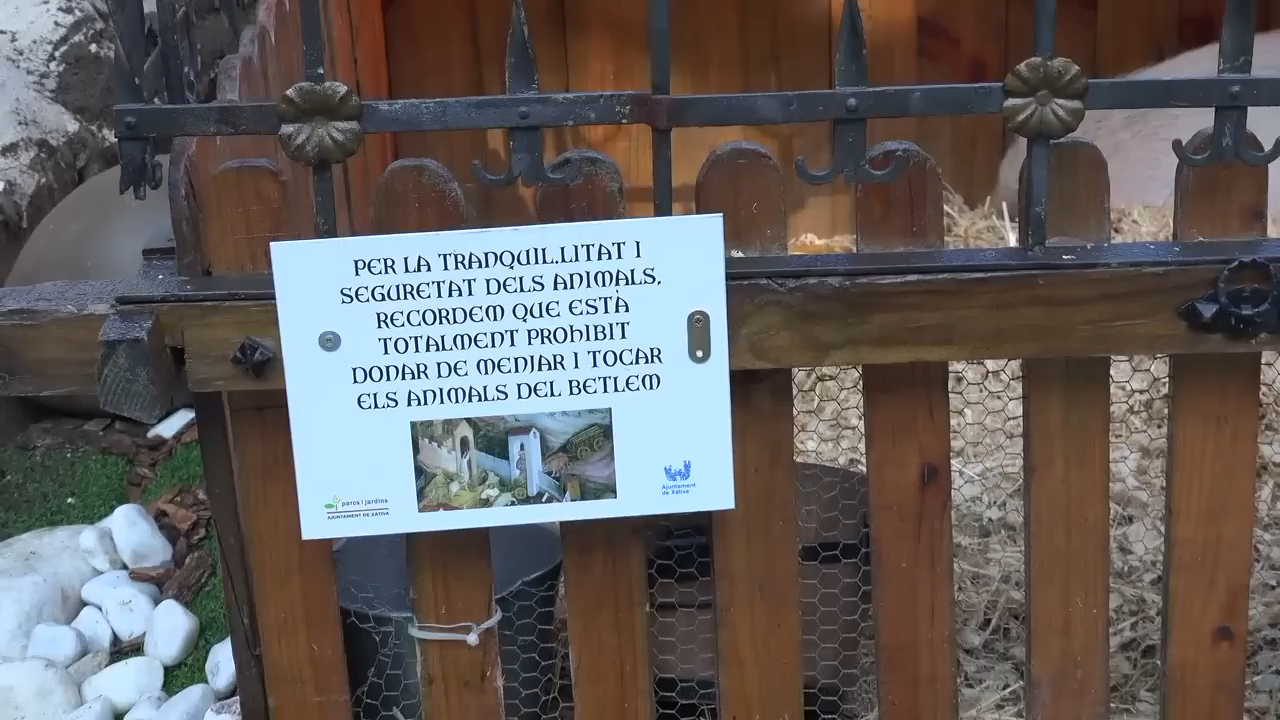 PER LA TRANQUIL.LITAT I
SEGURETAT DELS ANIMALS,
RECORDEM QUE ESTÀ
TOTALMENT PROHIBIT
DONAR DE MENJAR I TOCAR
ELS ANIMALS DEL BETLEM
parcs i jardins
AJUNTAMENT DE XÀTIVA
Ajuntament
de Xàtiva